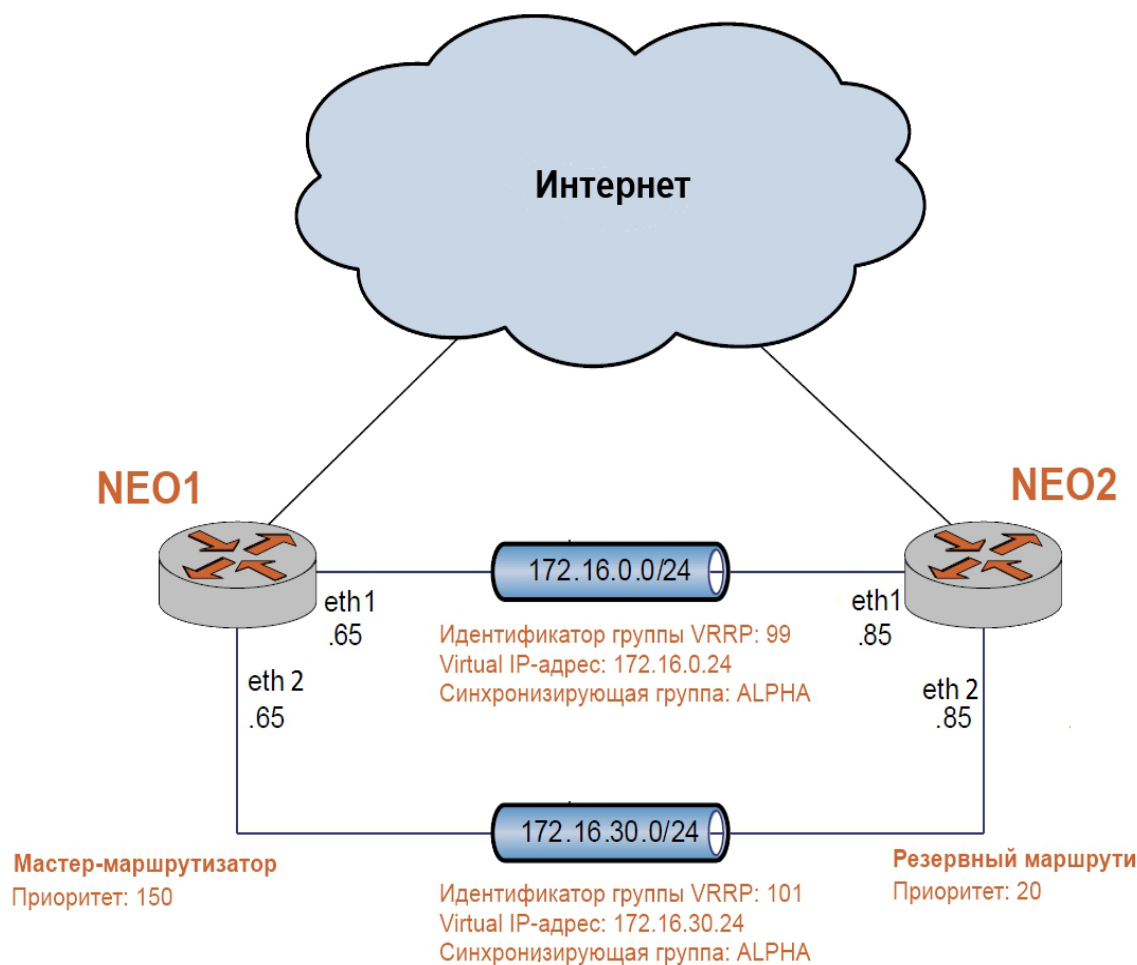 Интернет
NEO1
NEO2
172.16.0.0/24
eth1
.65
eth1
.85
Идентификатор группы VRRP: 99
Virtual IP-адрес: 172.16.0.24
Синхронизирующая группа: ALPHA
eth 2
.65
eth 2
.85
172.16.30.0/24
Мастер-маршрутизатор
Приоритет: 150
Резервный маршрути
Приоритет: 20
Идентификатор группы VRRP: 101
Virtual IP-адрес: 172.16.30.24
Синхронизирующая группа: ALPHA